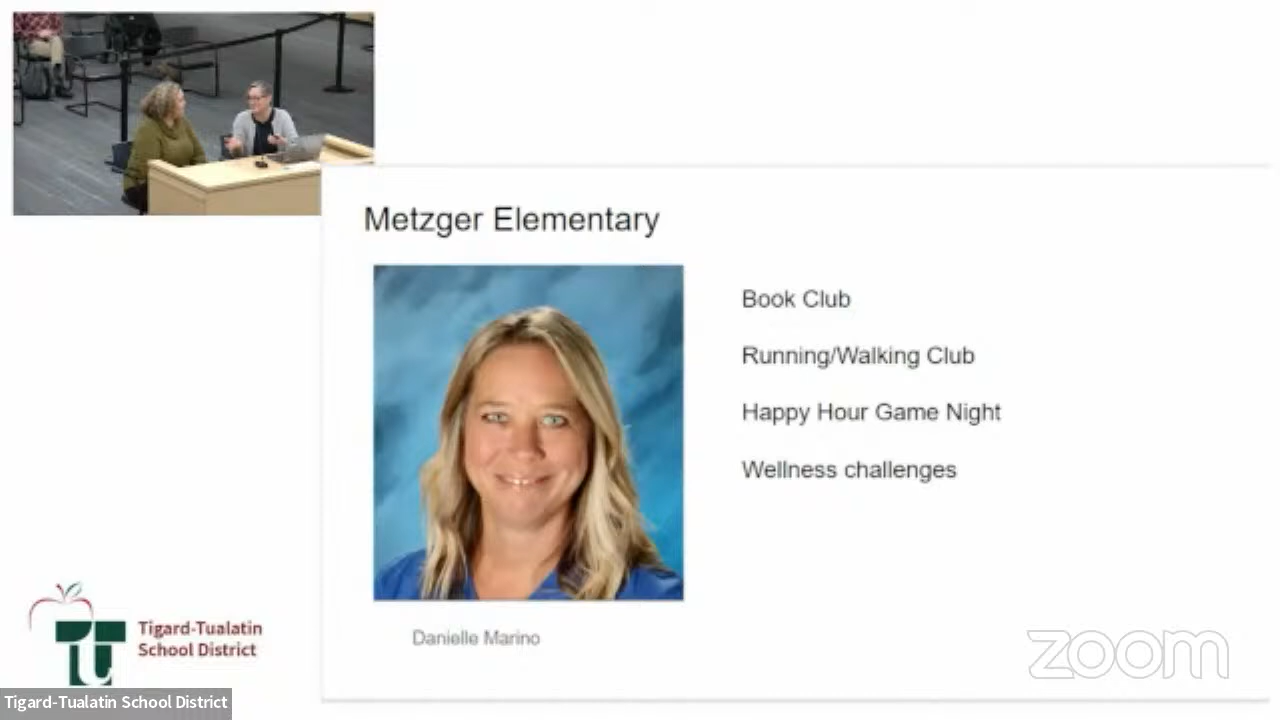 Metzger Elementary
Book Club
Running/Walking Club
Happy Hour Game Night
Wellness challenges
Danielle Marino
Tigard-Tualatin
School District
zoom
Tigard-Tualatin School District